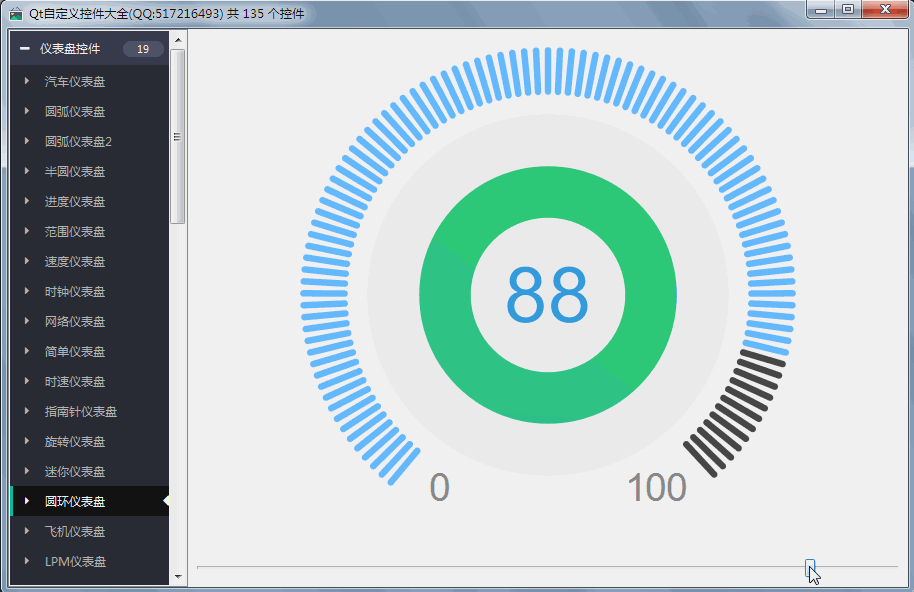 Qt自定义控件大全(QQ:517216493) 共 135 个控件
仪表盘控件 19
汽车仪表盘
圆弧仪表盘
圆弧仪表盘2
半圆仪表盘
进度仪表盘
范围仪表盘
速度仪表盘
时钟仪表盘
网络仪表盘
简单仪表盘
时速仪表盘
指南针仪表盘
旋转仪表盘
迷你仪表盘
圆环仪表盘
飞机仪表盘
LPM仪表盘
88
0 100